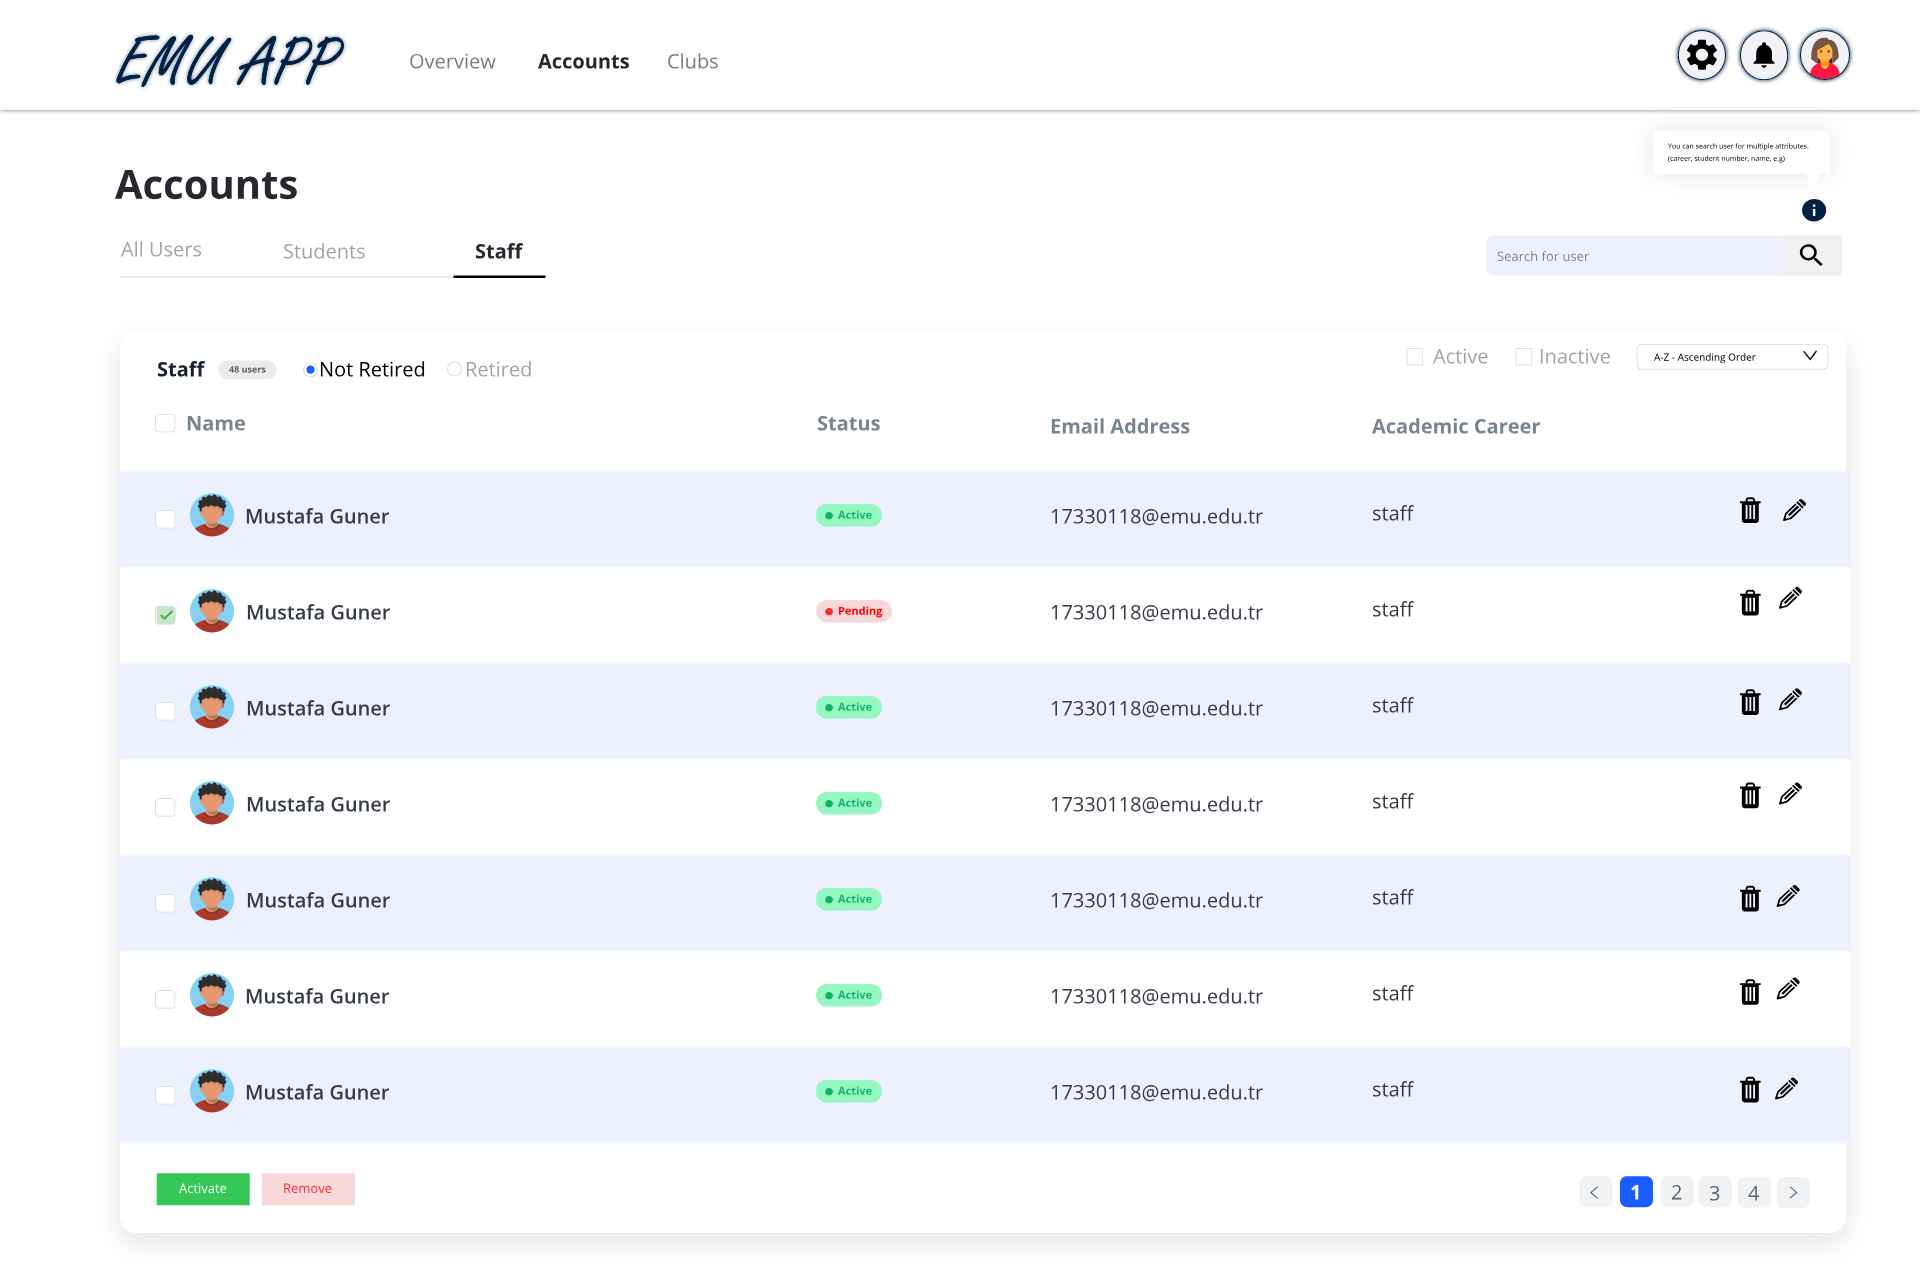 EMU APP
Overview Accounts Clubs
You can search user for multiple attributes.
(career, student number, name, e.g)
Accounts
All Users Students Staff
Search for user
Staff 48 users Not Retired Retired Active Inactive A-Z - Ascending Order
Name Status Email Address Academic Career
Mustafa Guner Active 17330118@emu.edu.tr staff
Mustafa Guner Pending 17330118@emu.edu.tr staff
Mustafa Guner Active 17330118@emu.edu.tr staff
Mustafa Guner Active 17330118@emu.edu.tr staff
Mustafa Guner Active 17330118@emu.edu.tr staff
Mustafa Guner Active 17330118@emu.edu.tr staff
Mustafa Guner Active 17330118@emu.edu.tr staff
Activate Remove < 1 2 3 4 >